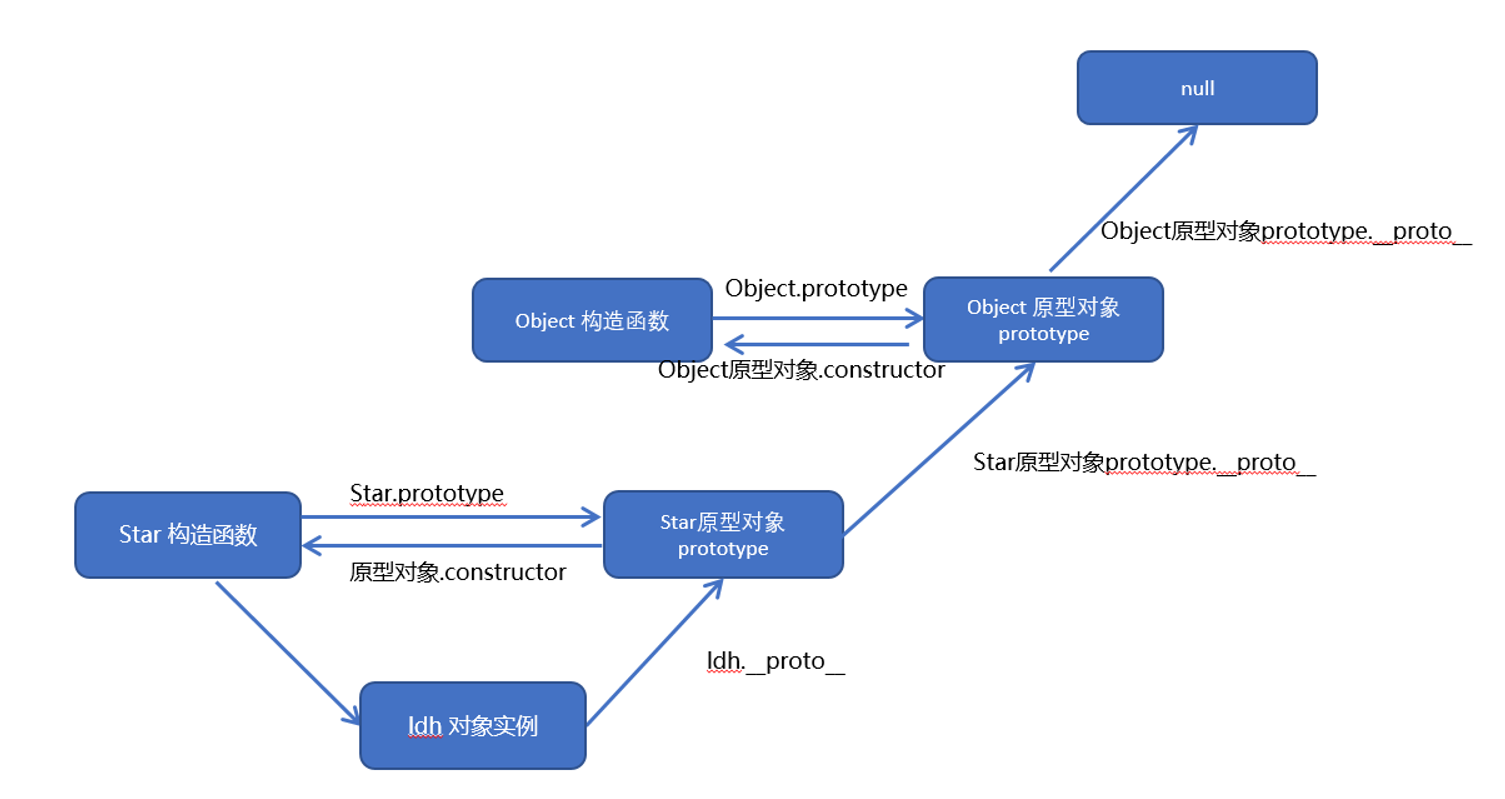 null
Object原型对象prototype.__proto__
Object.prototype
Object 构造函数
Object 原型对象
prototype
Object原型对象.constructor
Star原型对象prototype.__proto__
Star.prototype
Star 构造函数
Star原型对象
prototype
原型对象.constructor
ldh.__proto__
ldh 对象实例